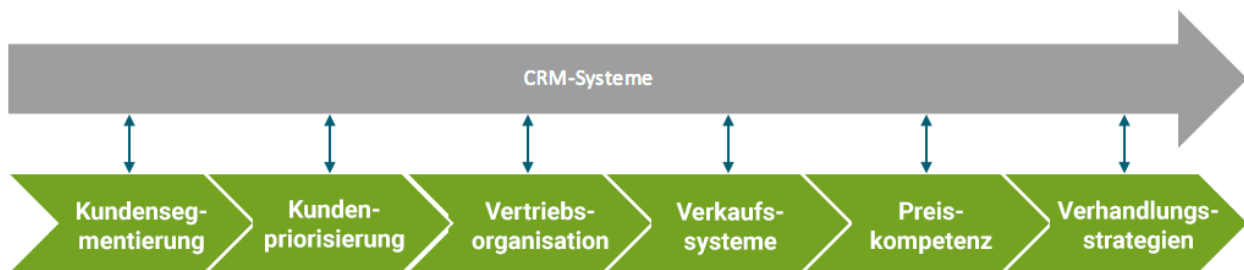 CRM-Systeme
Kundenseg-
mentierung
Kunden-
priorisierung
Vertriebs-
organisation
Verkaufs-
systeme
Preis-
kompetenz
Verhandlungs-
strategien